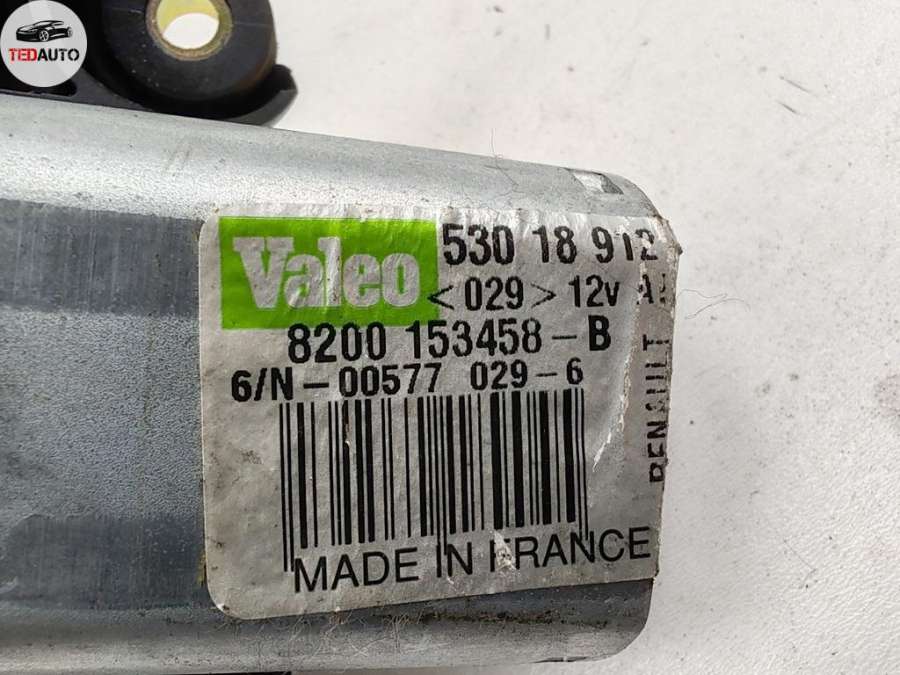 TEDAUTO
Valeo
530 18 912
<029> 12v
8200 153458-B
6/N-00577 029-6
MADE IN FRANCE
RENAULT